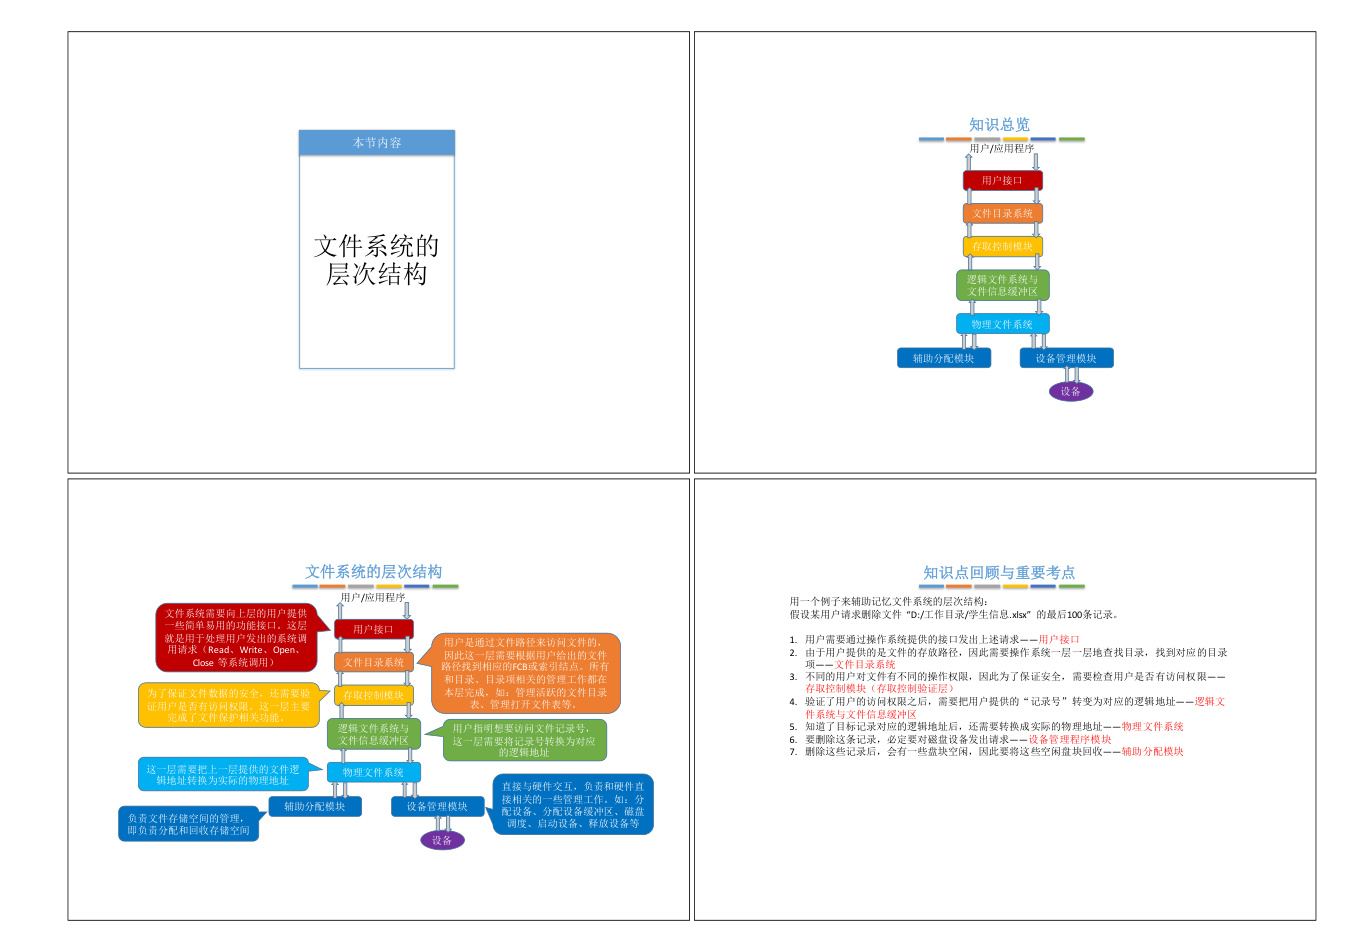 本节内容
文件系统的
层次结构
知识总览
用户/应用程序
用户接口
文件目录系统
存取控制模块
逻辑文件系统与
文件信息缓冲区
物理文件系统
辅助分配模块
设备管理模块
设备
文件系统的层次结构
用户/应用程序
文件系统需要向上层的用户提供
一些简单易用的功能接口。这层
就是用于处理用户发出的系统调
用请求（Read、Write、Open、
Close 等系统调用）
用户接口
用户是通过文件路径来访问文件的，
因此这一层需要根据用户给出的文件
路径找到相应的FCB或索引结点。所有
和目录、目录项相关的管理工作都在
本层完成，如：管理活跃的文件目录
表、管理打开文件表等。
文件目录系统
为了保证文件数据的安全，还需要验
证用户是否有访问权限。这一层主要
完成了文件保护相关功能。
存取控制模块
用户指明想要访问文件记录号，
这一层需要将记录号转换为对应
的逻辑地址
逻辑文件系统与
文件信息缓冲区
这一层需要把上一层提供的文件逻
辑地址转换为实际的物理地址
物理文件系统
直接与硬件交互，负责和硬件直
接相关的一些管理工作。如：分
配设备、分配设备缓冲区、磁盘
调度、启动设备、释放设备等
辅助分配模块
设备管理模块
负责文件存储空间的管理，
即负责分配和回收存储空间
设备
知识点回顾与重要考点
用一个例子来辅助记忆文件系统的层次结构：
假设某用户请求删除文件 “D:/工作目录/学生信息.xlsx” 的最后100条记录。
1. 用户需要通过操作系统提供的接口发出上述请求——用户接口
2. 由于用户提供的是文件的存放路径，因此需要操作系统一层一层地查找目录，找到对应的目录
项——文件目录系统
3. 不同的用户对文件有不同的操作权限，因此为了保证安全，需要检查用户是否有访问权限——
存取控制模块（存取控制验证层）
4. 验证了用户的访问权限之后，需要把用户提供的“记录号”转变为对应的逻辑地址——逻辑文
件系统与文件信息缓冲区
5. 知道了目标记录对应的逻辑地址后，还需要转换成实际的物理地址——物理文件系统
6. 要删除这条记录，必定要对磁盘设备发出请求——设备管理程序模块
7. 删除这些记录后，会有一些盘块空闲，因此要将这些空闲盘块回收——辅助分配模块